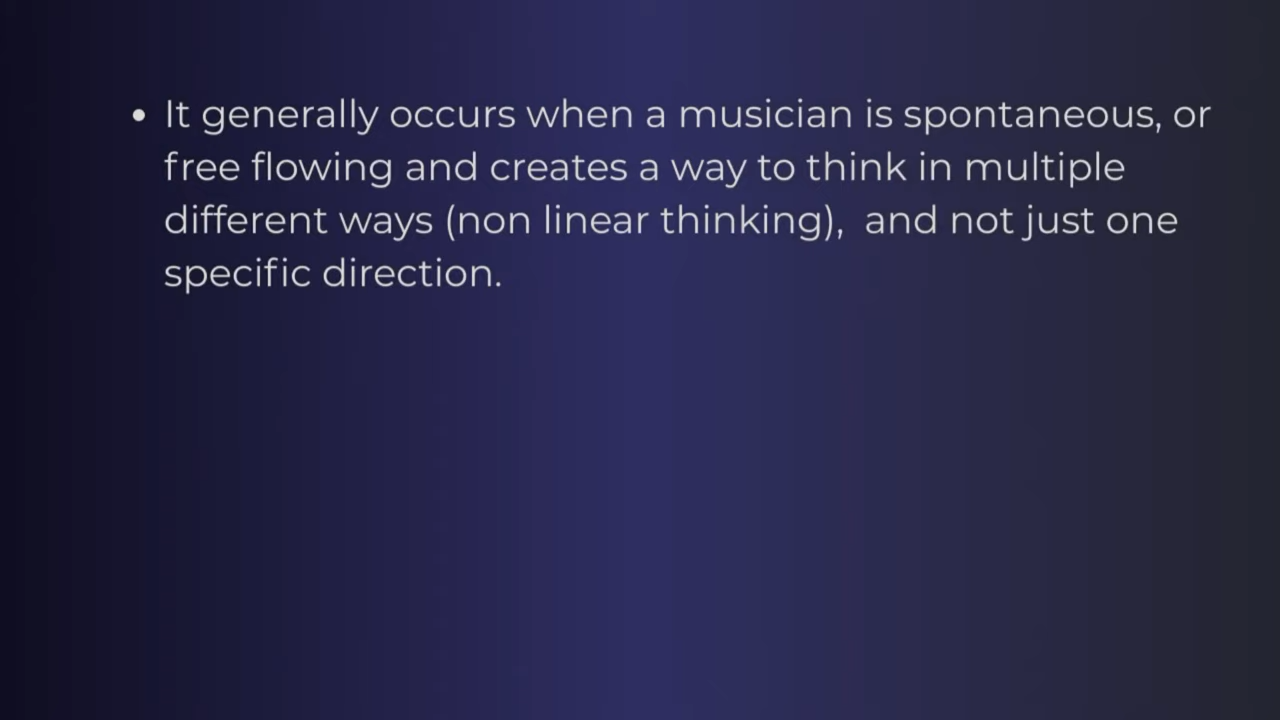 • It generally occurs when a musician is spontaneous, or
free flowing and creates a way to think in multiple
different ways (non linear thinking),  and not just one
specific direction.